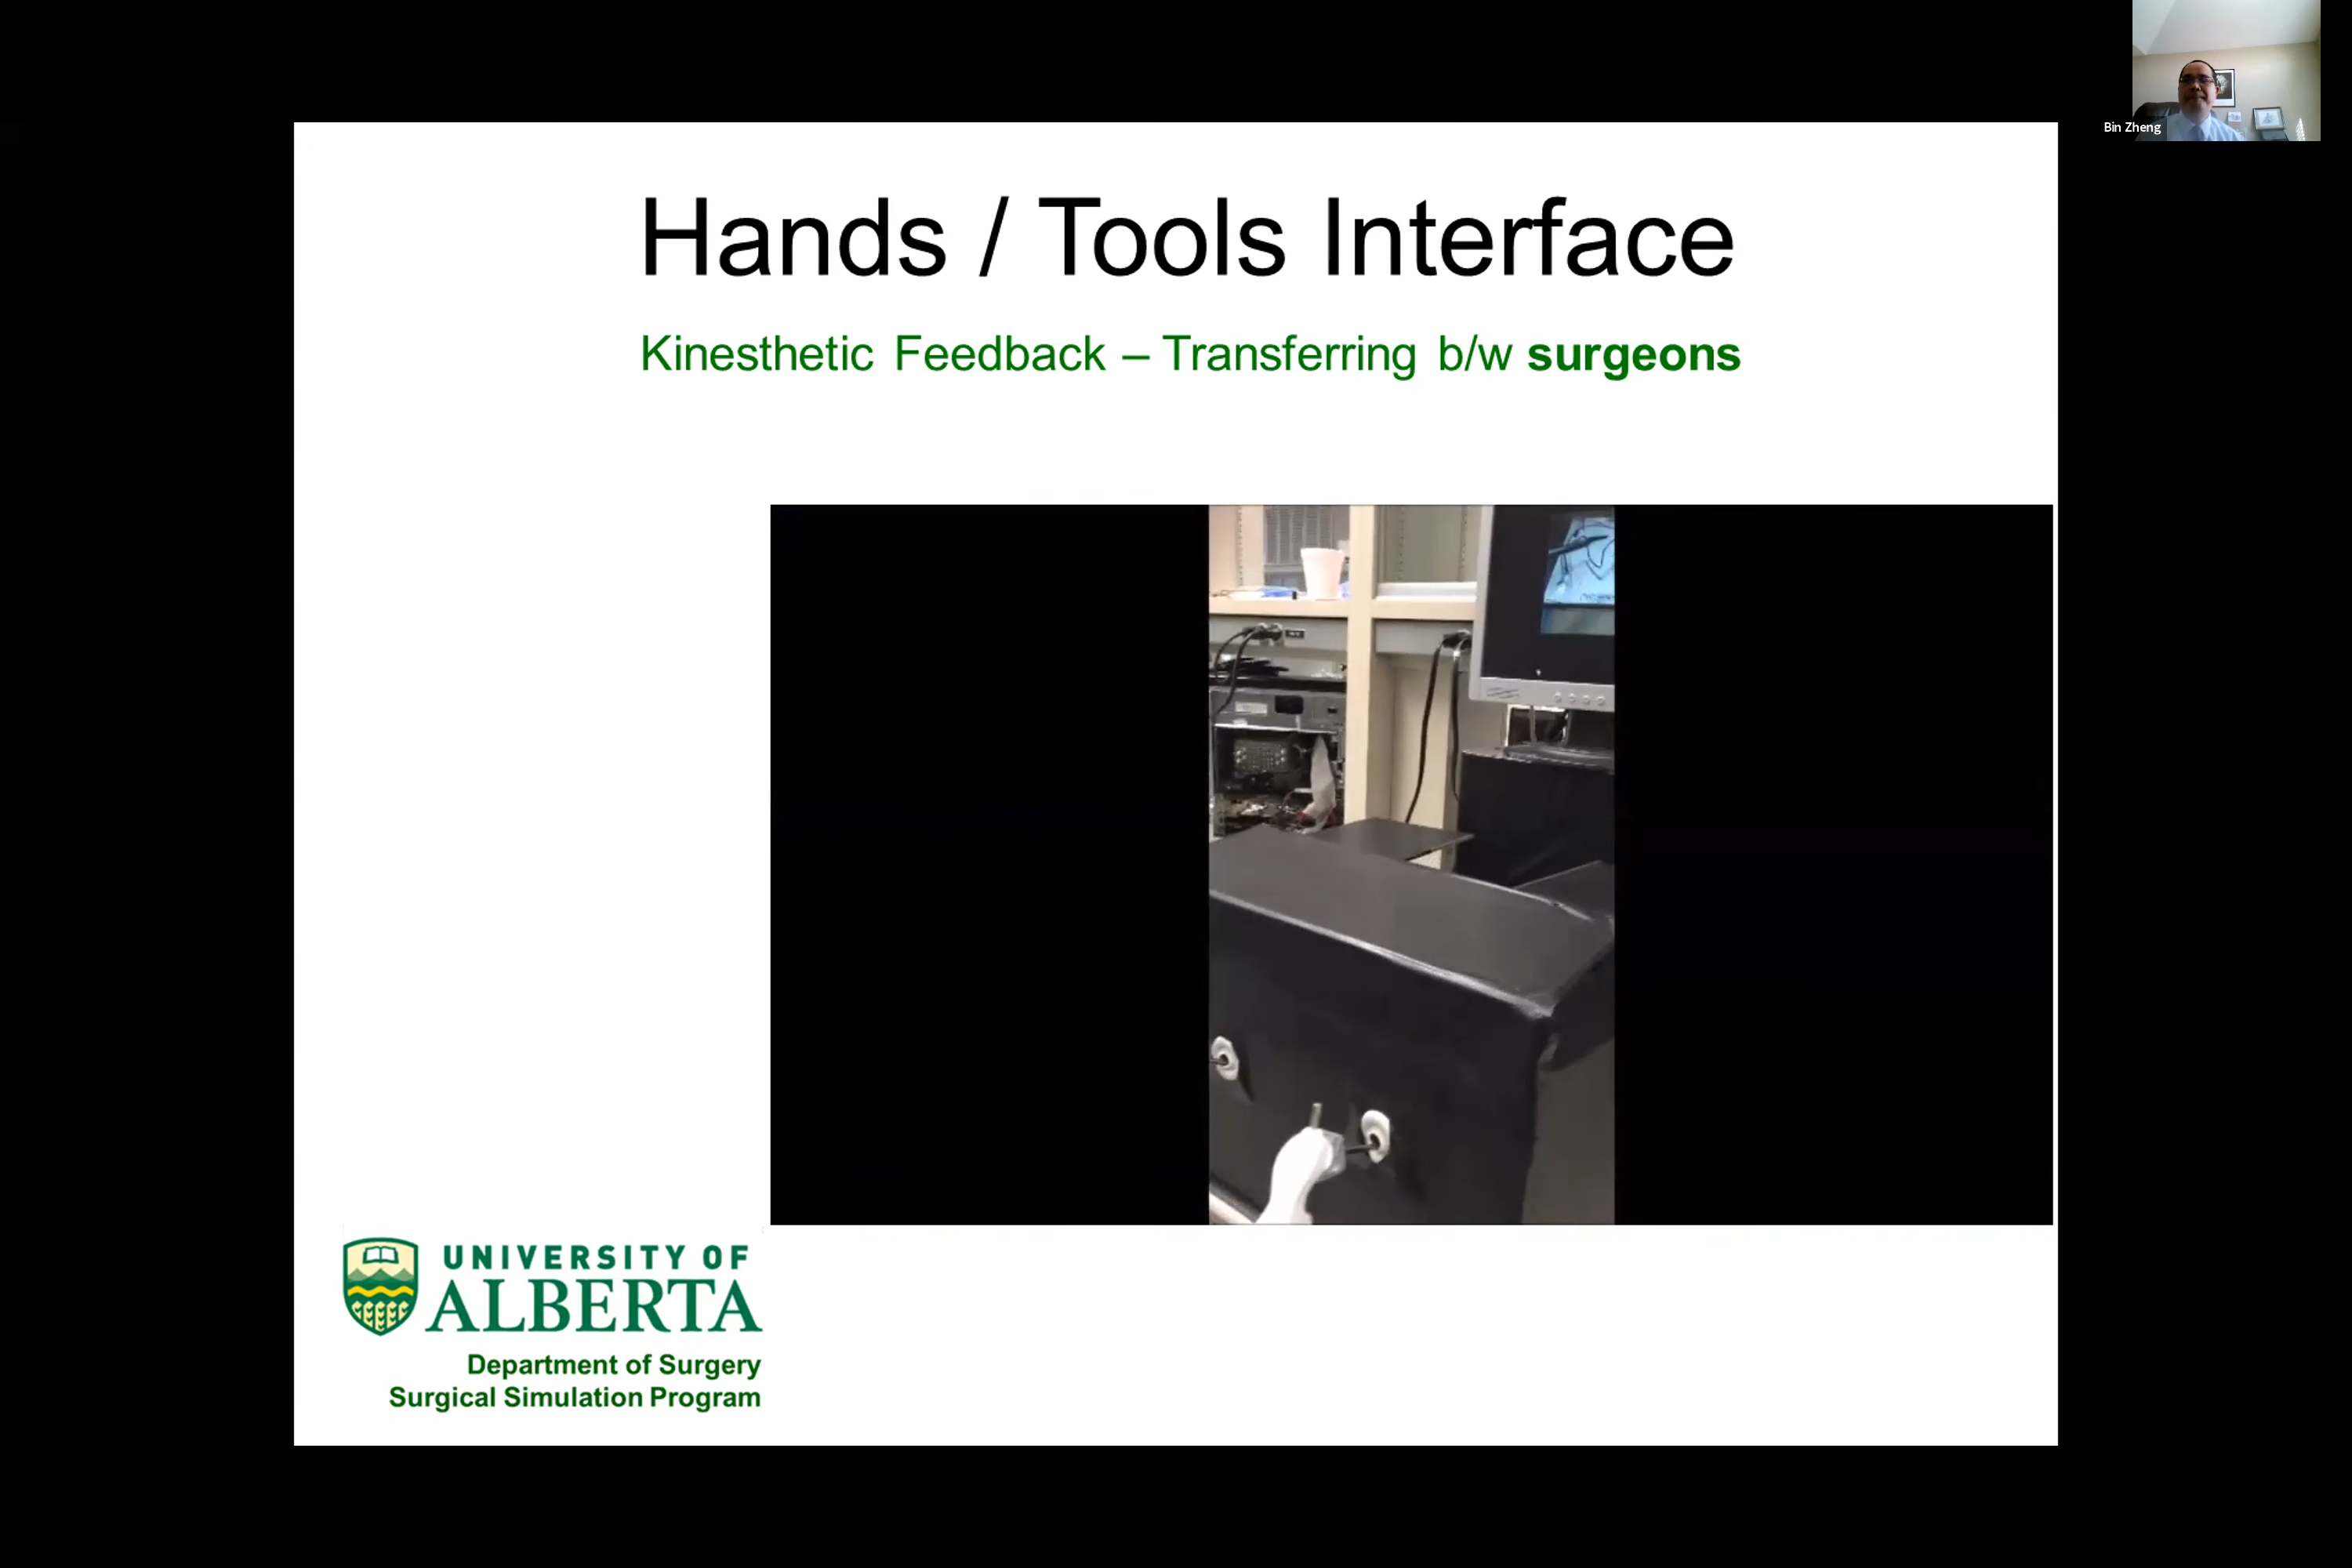 Bin Zheng
Hands / Tools Interface
Kinesthetic Feedback – Transferring b/w surgeons
UNIVERSITY OF
ALBERTA
Department of Surgery
Surgical Simulation Program